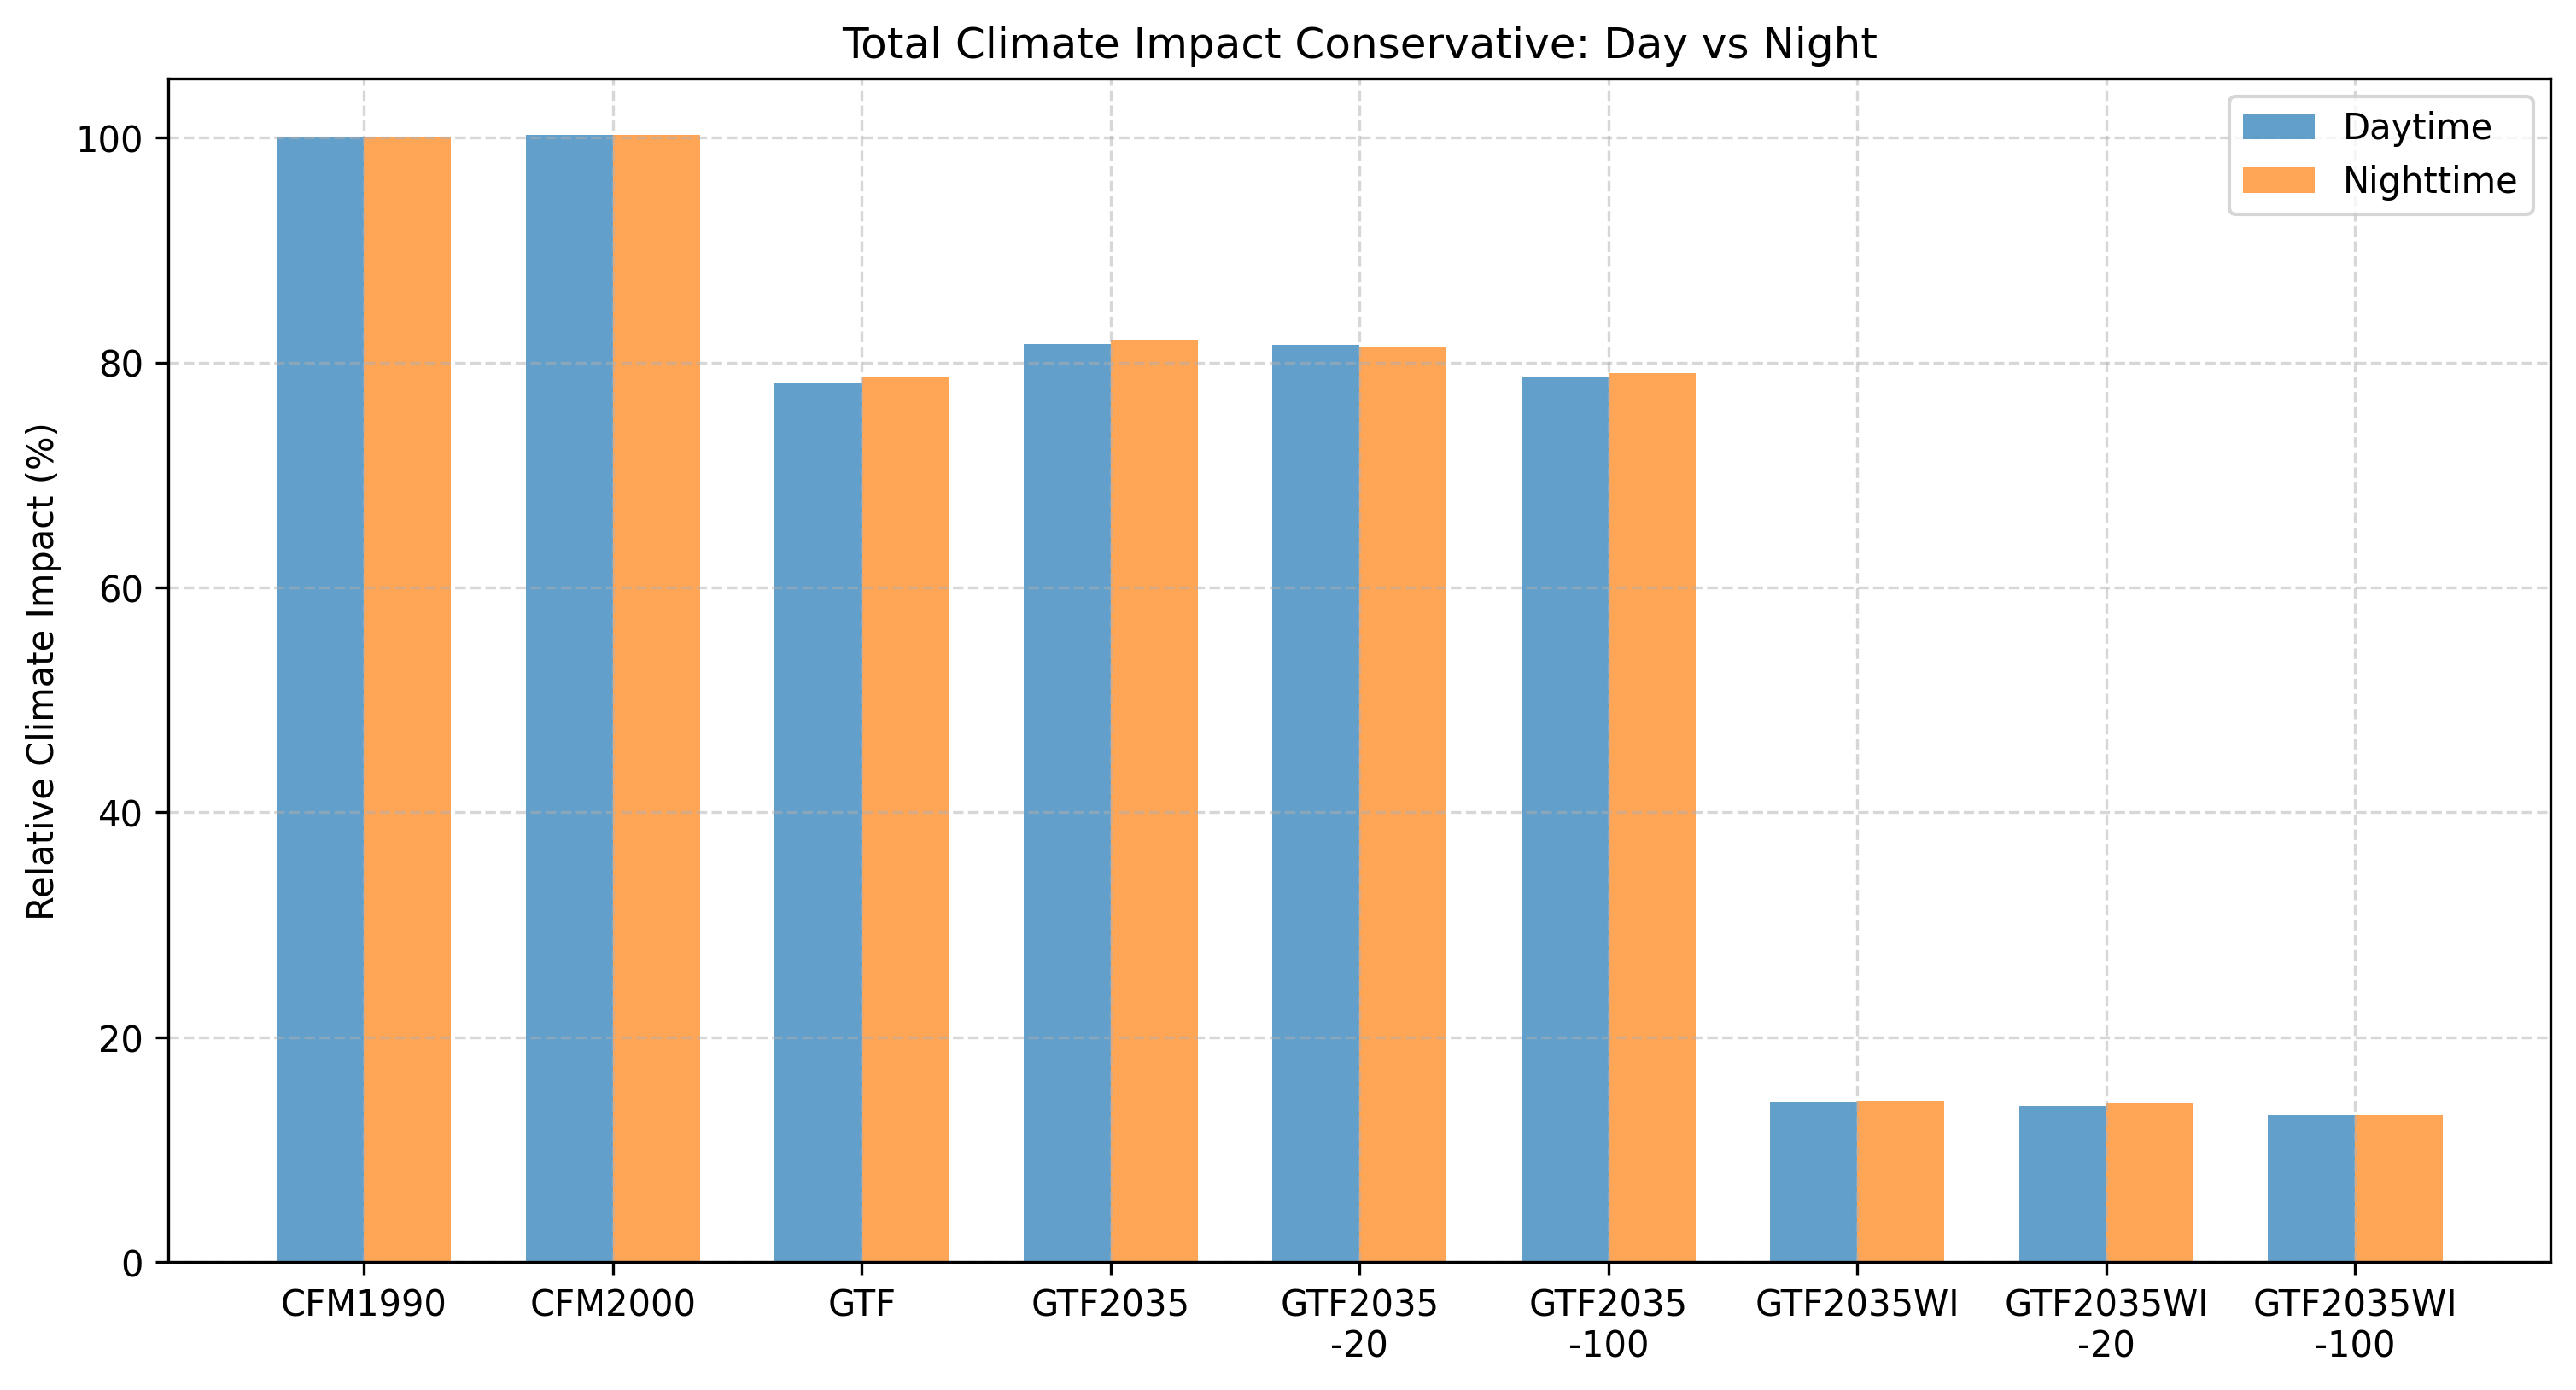 Total Climate Impact Conservative: Day vs Night
Daytime
Nighttime
Relative Climate Impact (%)
100
80
60
40
20
0
CFM1990
CFM2000
GTF
GTF2035
GTF2035
-20
GTF2035
-100
GTF2035WI
GTF2035WI
-20
GTF2035WI
-100